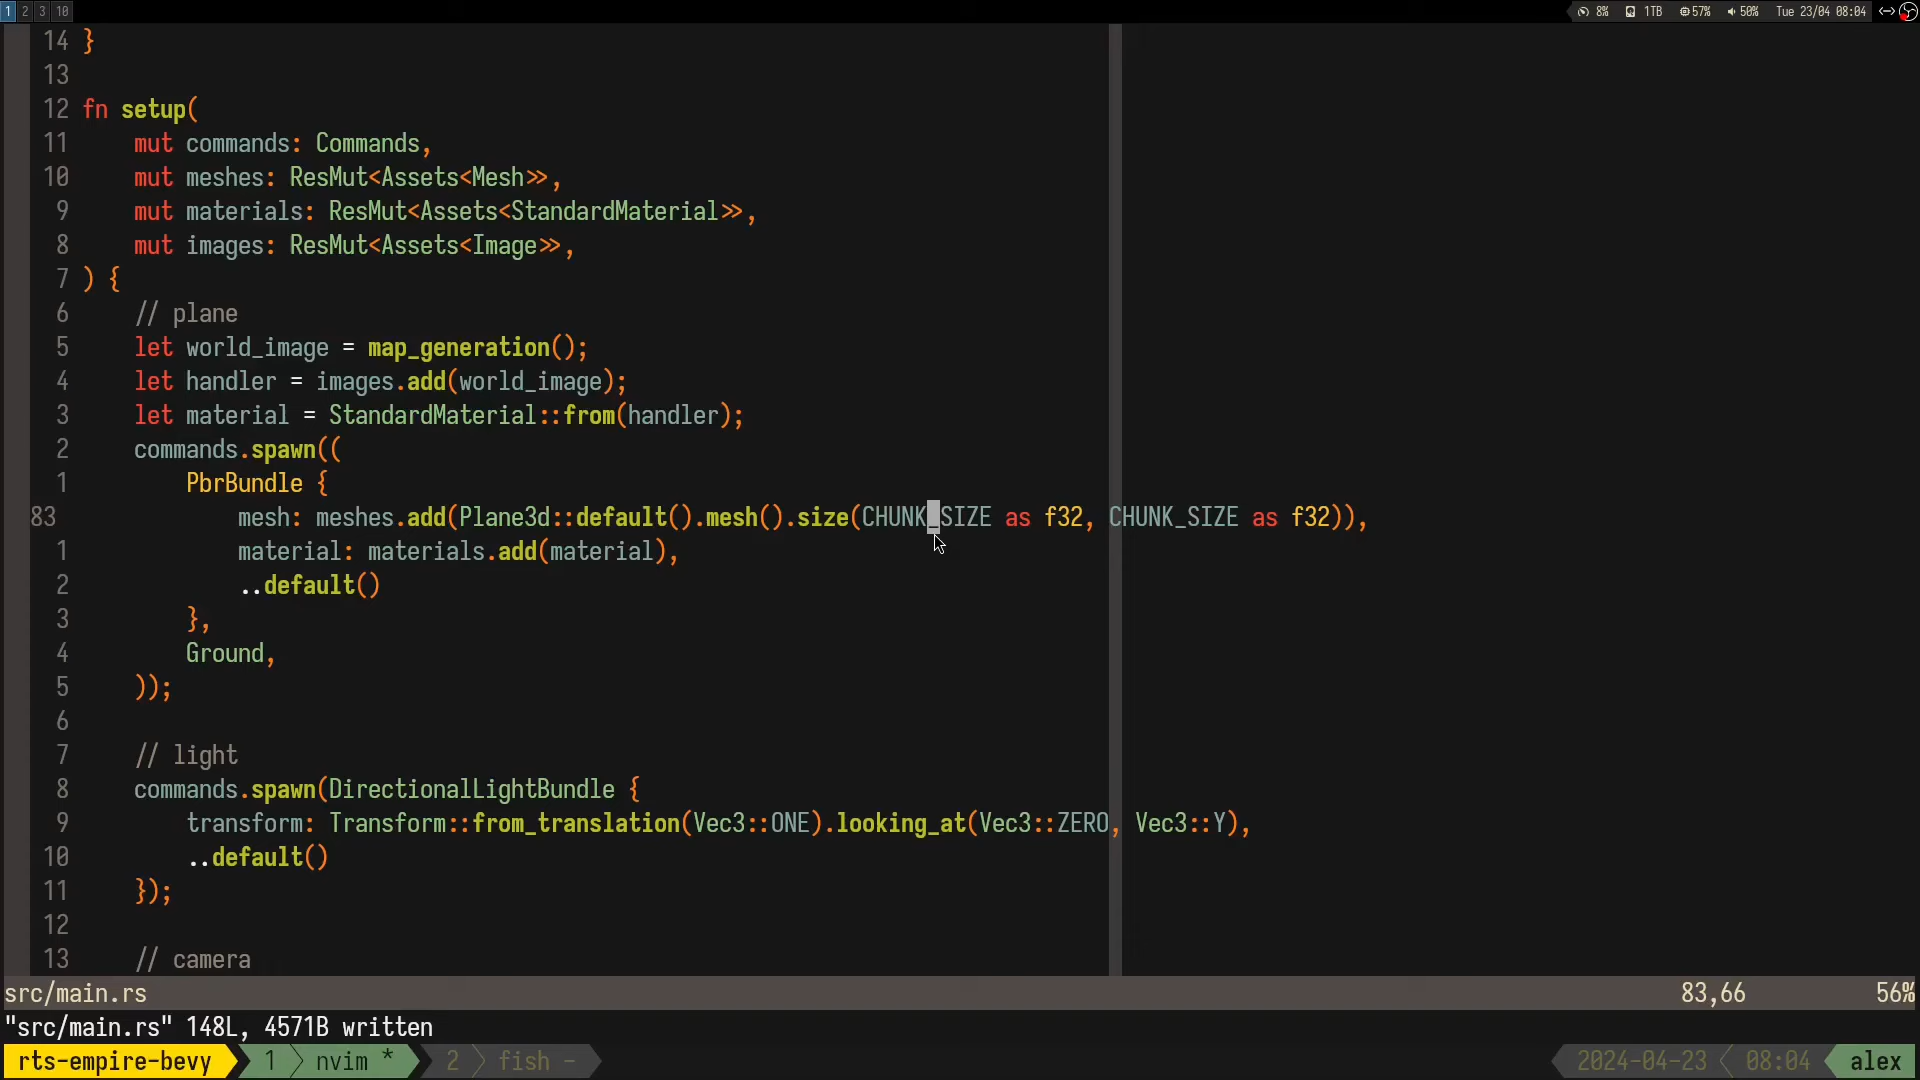 1 2 3 10 8% 1TB 57% 50% Tue 23/04 08:04
14 }
13
12 fn setup(
11     mut commands: Commands,
10     mut meshes: ResMut<Assets<Mesh>>,
9     mut materials: ResMut<Assets<StandardMaterial>>,
8     mut images: ResMut<Assets<Image>>,
7 ) {
6     // plane
5     let world_image = map_generation();
4     let handler = images.add(world_image);
3     let material = StandardMaterial::from(handler);
2     commands.spawn((
1         PbrBundle {
83             mesh: meshes.add(Plane3d::default().mesh().size(CHUNK_SIZE as f32, CHUNK_SIZE as f32)),
1             material: materials.add(material),
2             ..default()
3         },
4         Ground,
5     ));
6
7     // light
8     commands.spawn(DirectionalLightBundle {
9         transform: Transform::from_translation(Vec3::ONE).looking_at(Vec3::ZERO, Vec3::Y),
10         ..default()
11     });
12
13     // camera
src/main.rs 83,66 56%
"src/main.rs" 148L, 4571B written
rts-empire-bevy 1 nvim * 2 fish - 2024-04-23 08:04 alex